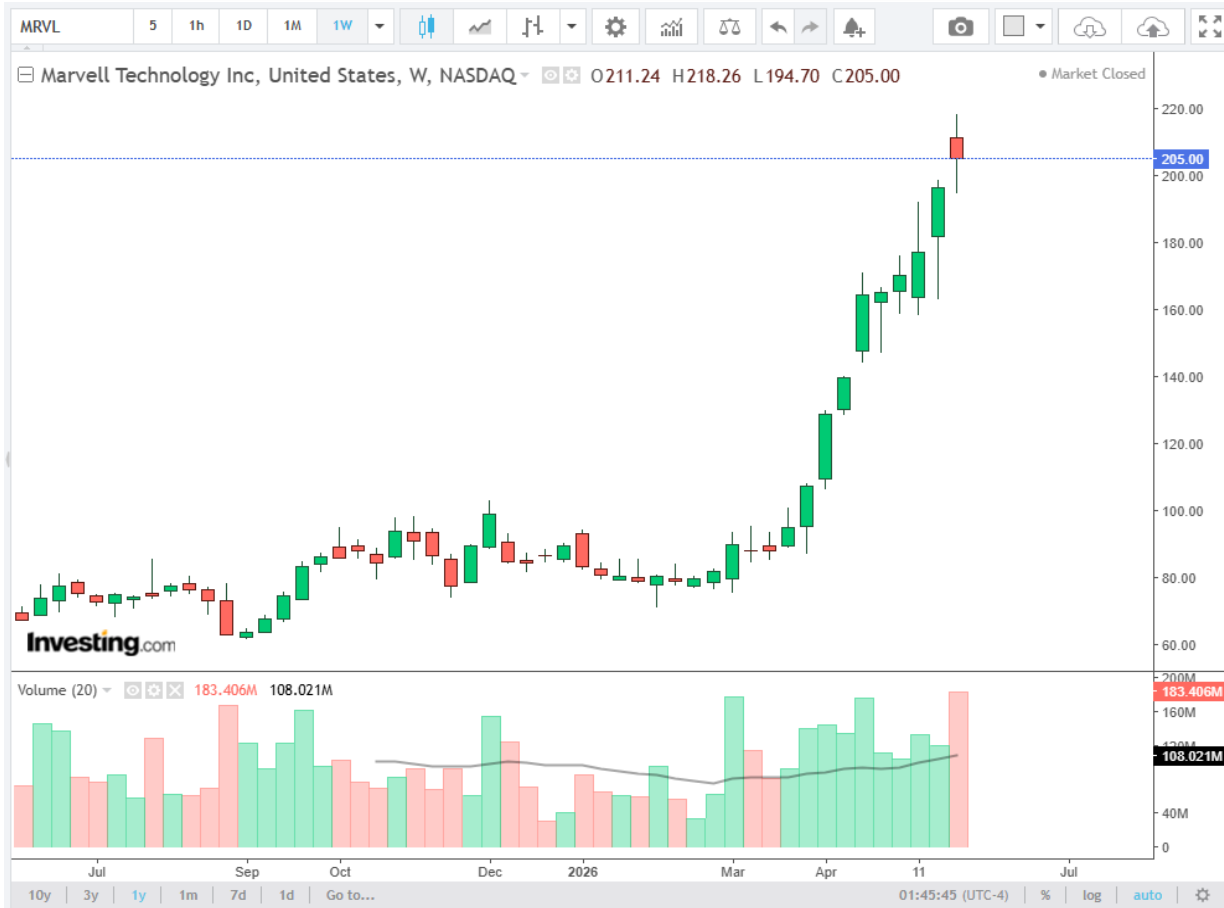 MRVL 5 1h 1D 1M 1W
Marvell Technology Inc, United States, W, NASDAQ O211.24 H218.26 L194.70 C205.00 Market Closed
220.00
205.00
200.00
180.00
160.00
140.00
120.00
100.00
80.00
60.00
Investing.com
Volume (20) 183.406M 108.021M
200M
183.406M
160M
120M
108.021M
40M
0
Jul Sep Oct Dec 2026 Mar Apr 11 Jul
10y 3y 1y 1m 7d 1d Go to... 01:45:45 (UTC-4) % log auto